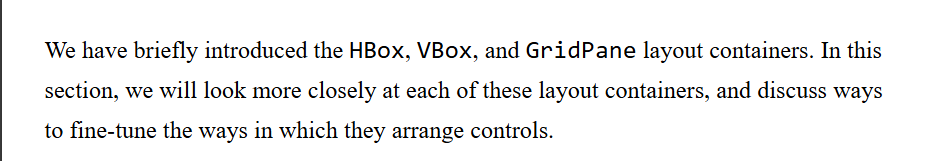 We have briefly introduced the HBox, VBox, and GridPane layout containers. In this
section, we will look more closely at each of these layout containers, and discuss ways
to fine-tune the ways in which they arrange controls.